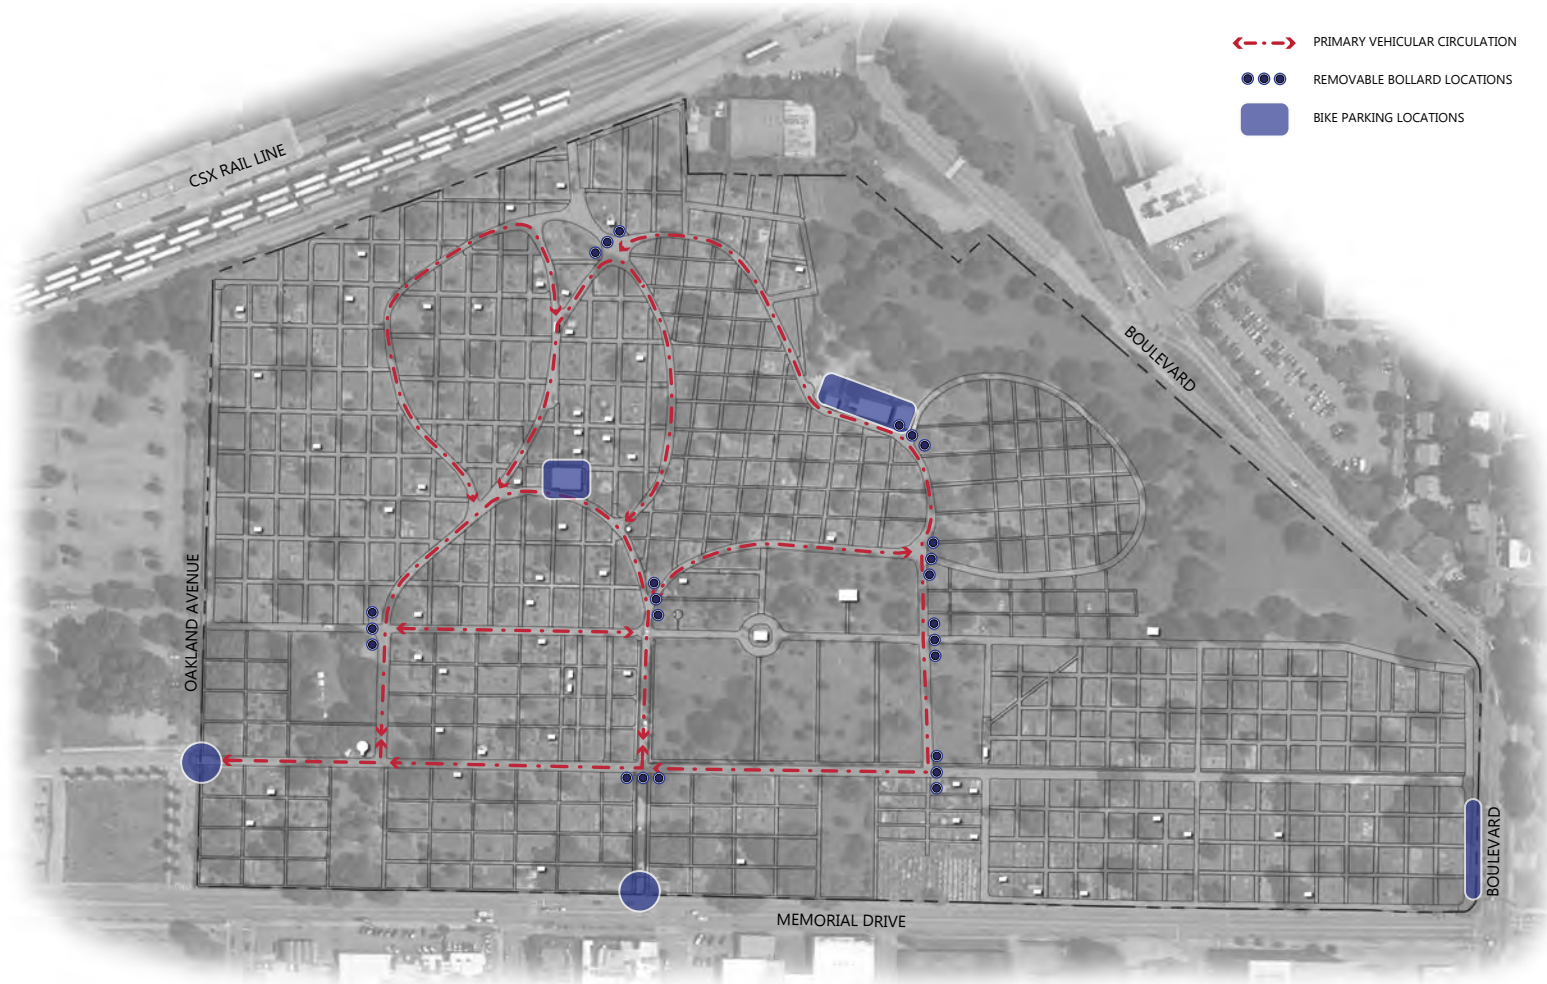 PRIMARY VEHICULAR CIRCULATION
REMOVABLE BOLLARD LOCATIONS
BIKE PARKING LOCATIONS
CSX RAIL LINE
BOULEVARD
OAKLAND AVENUE
BOULEVARD
MEMORIAL DRIVE